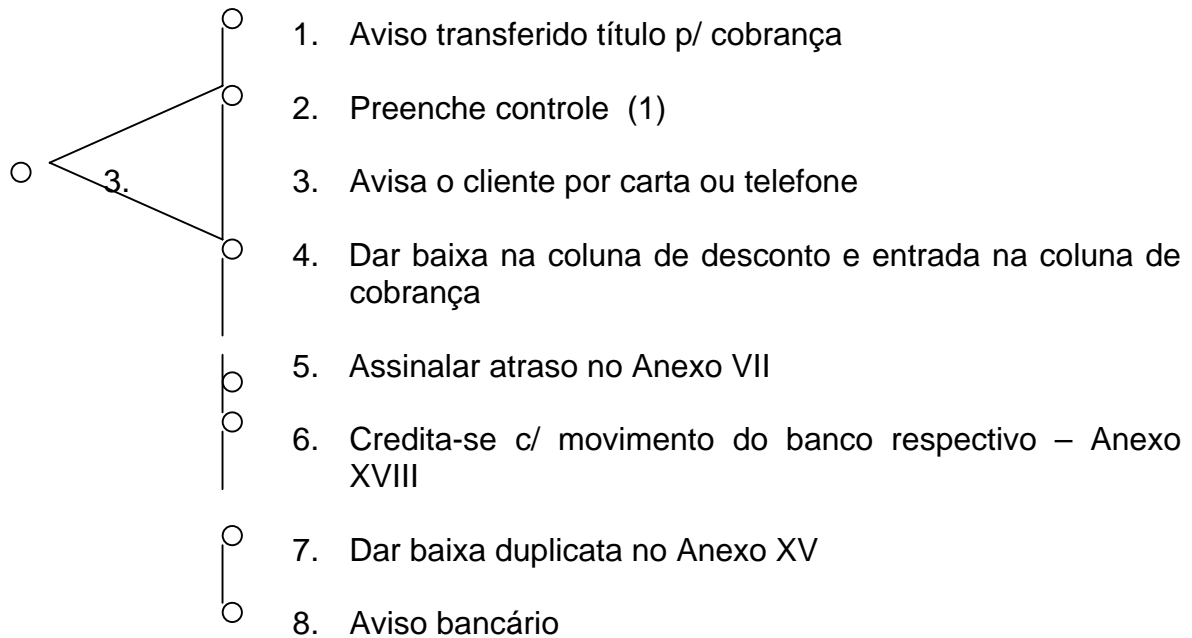 1. Aviso transferido título p/ cobrança
2. Preenche controle (1)
3.
3. Avisa o cliente por carta ou telefone
4. Dar baixa na coluna de desconto e entrada na coluna de
cobrança
5. Assinalar atraso no Anexo VII
6. Credita-se c/ movimento do banco respectivo – Anexo
XVIII
7. Dar baixa duplicata no Anexo XV
8. Aviso bancário